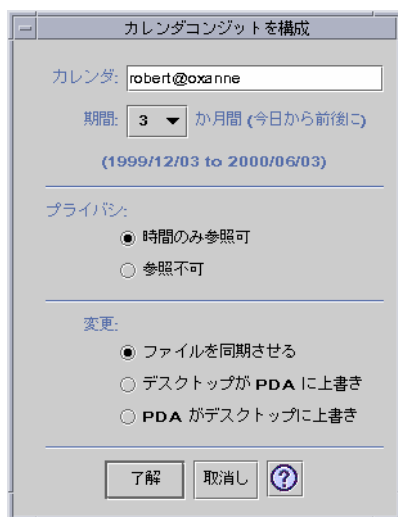 カレンダコンジットを構成
カレンダ: robert@oxanne
期間: 3 か月間 (今日から前後に)
(1999/12/03 to 2000/06/03)
プライバシ:
時間のみ参照可
参照不可
変更:
ファイルを同期させる
デスクトップが PDA に上書き
PDA がデスクトップに上書き
了解 取消し ?